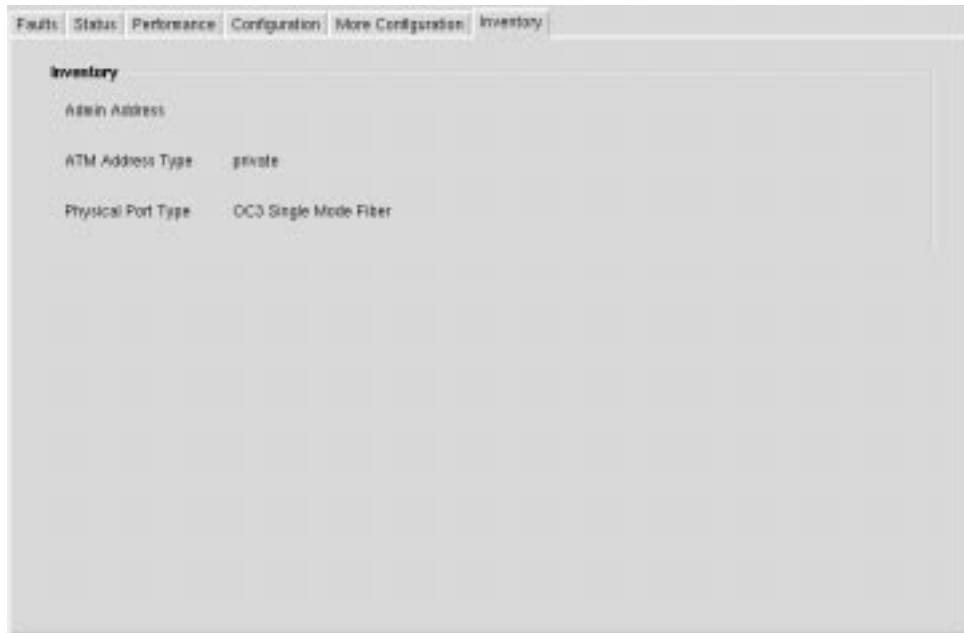 Faults Status Performance Configuration More Configuration Inventory
Inventory
Admin Address
ATM Address Type private
Physical Port Type OC3 Single Mode Fiber